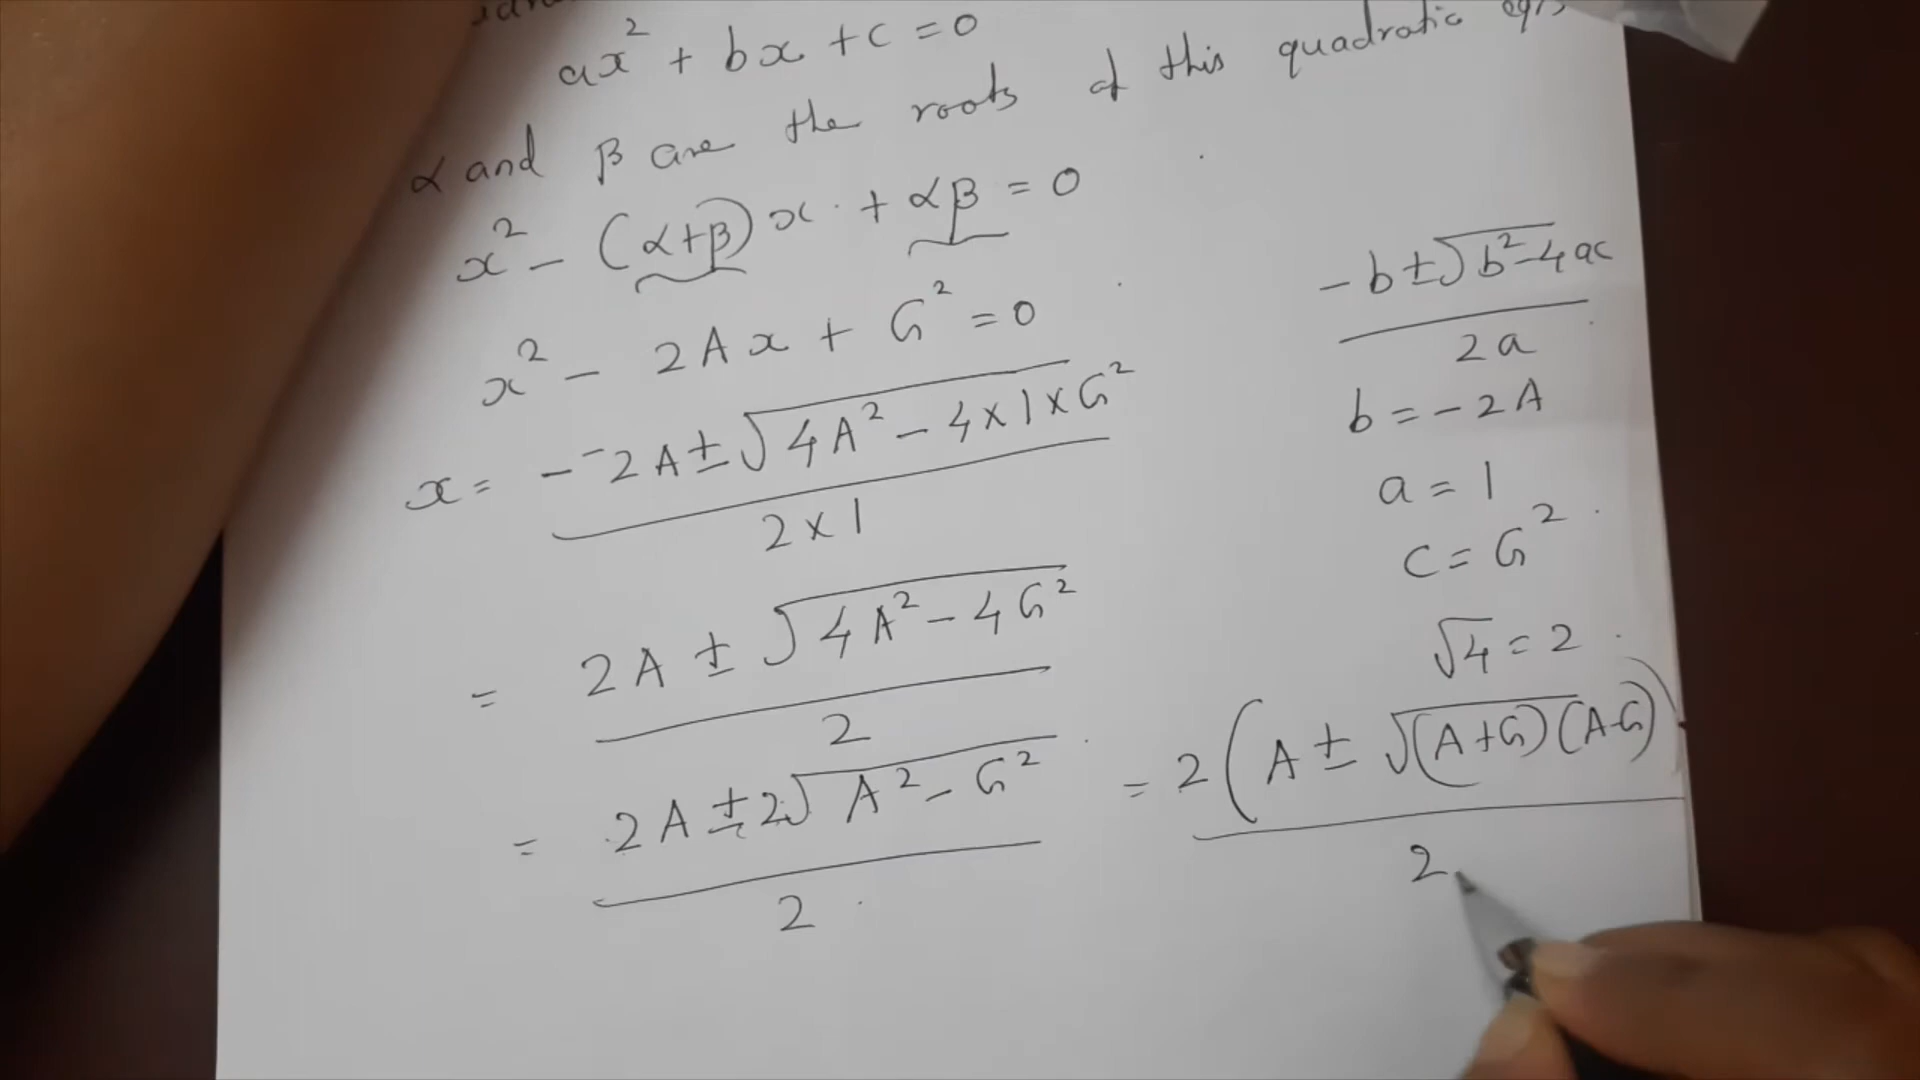 ax² + bx + c = 0
α and β are the roots of this quadratic
x² - (α+β)x + αβ = 0
x² - 2Ax + G² = 0
x = (- -2A ± √(4A² - 4×1×G²)) / (2×1)
= (2A ± √(4A² - 4G²)) / 2
= (2A ± 2√(A² - G²)) / 2
(-b ± √(b² - 4ac)) / 2a
b = -2A
a = 1
c = G²
√4 = 2
= 2(A ± √((A+G)(A-G))) / 2